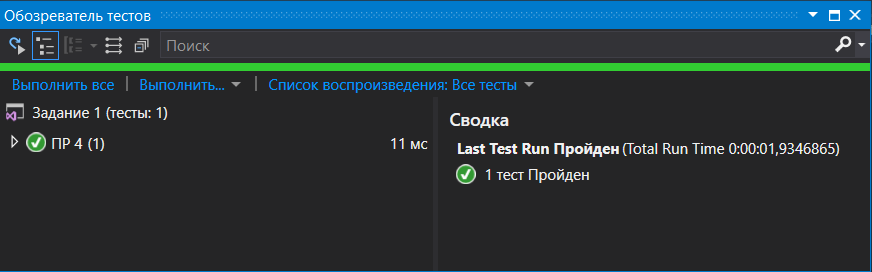 Обозреватель тестов
Поиск
Выполнить все | Выполнить... Список воспроизведения: Все тесты
Задание 1 (тесты: 1)
ПР 4 (1) 11 мс
Сводка
Last Test Run Пройден (Total Run Time 0:00:01,9346865)
1 тест Пройден